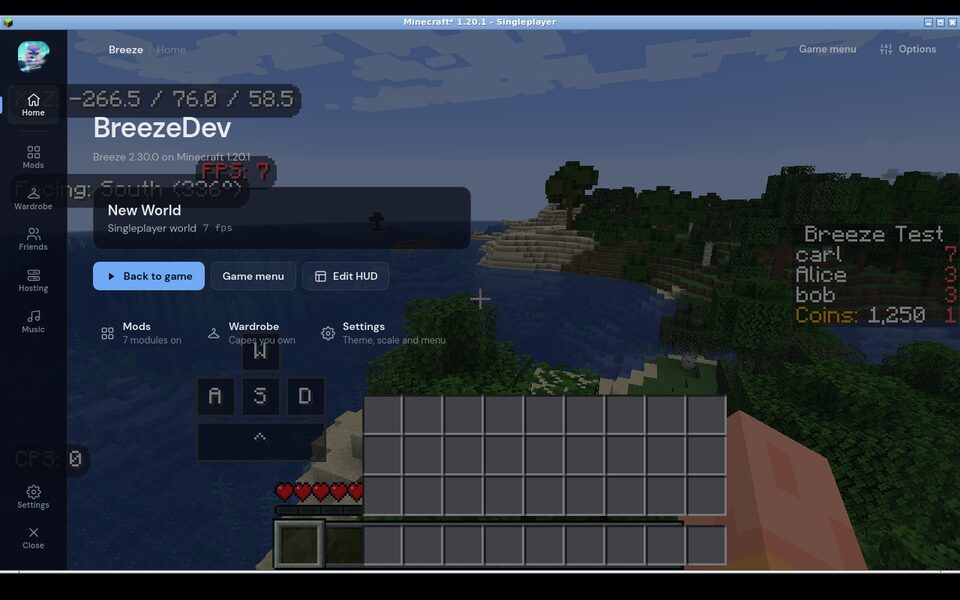 Minecraft* 1.20.1 - Singleplayer
Breeze / Home
Game menu
Options
Home
-266.5 / 76.0 / 58.5
BreezeDev
Breeze 2.30.0 on Minecraft 1.20.1
FPS: 7
Mods
Facing: South (336°)
Wardrobe
New World
Singleplayer world 7 fps
Friends
Breeze Test
carl 7
Alice 3
bob 3
Coins: 1,250 1
Back to game
Game menu
Edit HUD
Hosting
Music
Mods
7 modules on
Wardrobe
Capes you own
Settings
Theme, scale and menu
W
A S D
^
CPS: 0
Settings
Close